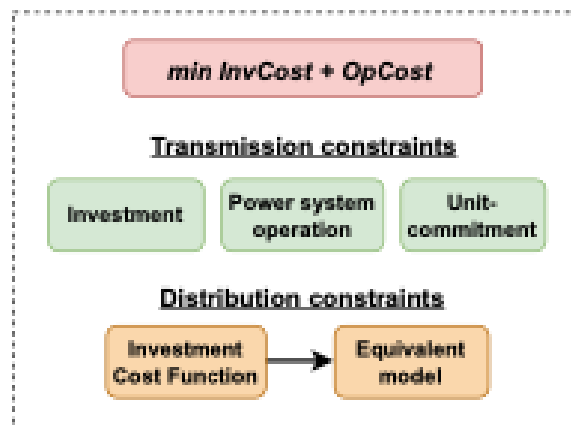 min InvCost + OpCost
Transmission constraints
Investment
Power system
operation
Unit-
commitment
Distribution constraints
Investment
Cost Function
Equivalent
model